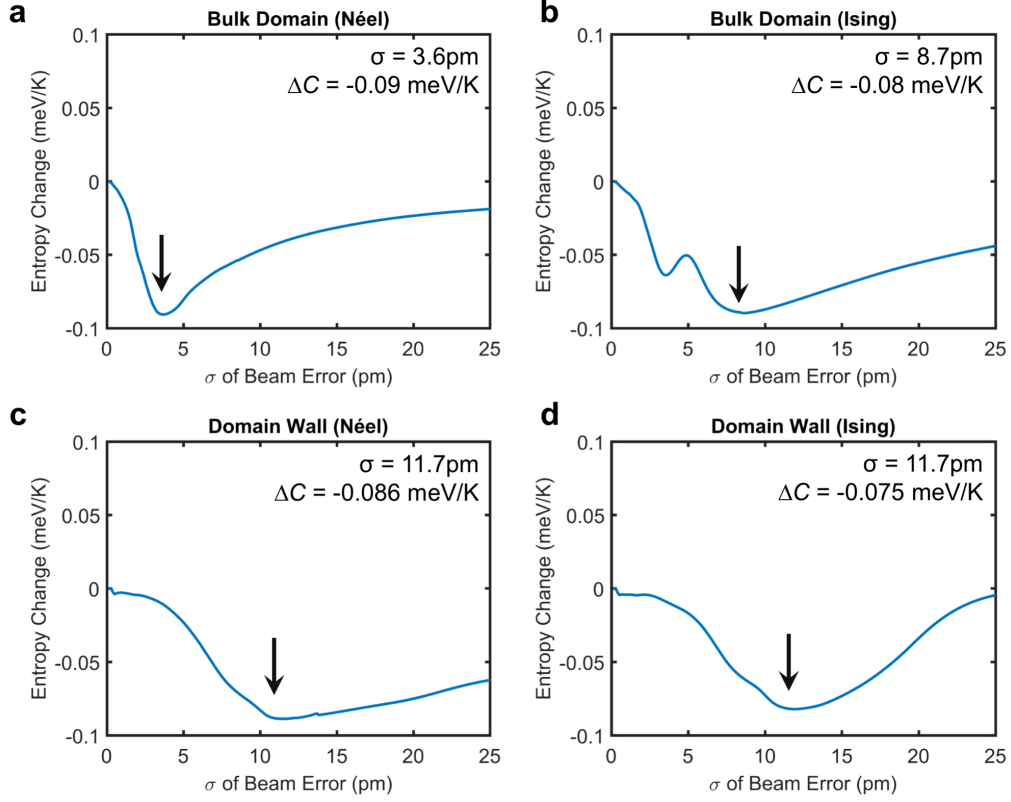 a
Bulk Domain (Néel)
σ = 3.6pm
ΔC = -0.09 meV/K
0.1
0.05
0
-0.05
-0.1
Entropy Change (meV/K)
0 5 10 15 20 25
σ of Beam Error (pm)
b
Bulk Domain (Ising)
σ = 8.7pm
ΔC = -0.08 meV/K
0.1
0.05
0
-0.05
-0.1
Entropy Change (meV/K)
0 5 10 15 20 25
σ of Beam Error (pm)
c
Domain Wall (Néel)
σ = 11.7pm
ΔC = -0.086 meV/K
0.1
0.05
0
-0.05
-0.1
Entropy Change (meV/K)
0 5 10 15 20 25
σ of Beam Error (pm)
d
Domain Wall (Ising)
σ = 11.7pm
ΔC = -0.075 meV/K
0.1
0.05
0
-0.05
-0.1
Entropy Change (meV/K)
0 5 10 15 20 25
σ of Beam Error (pm)